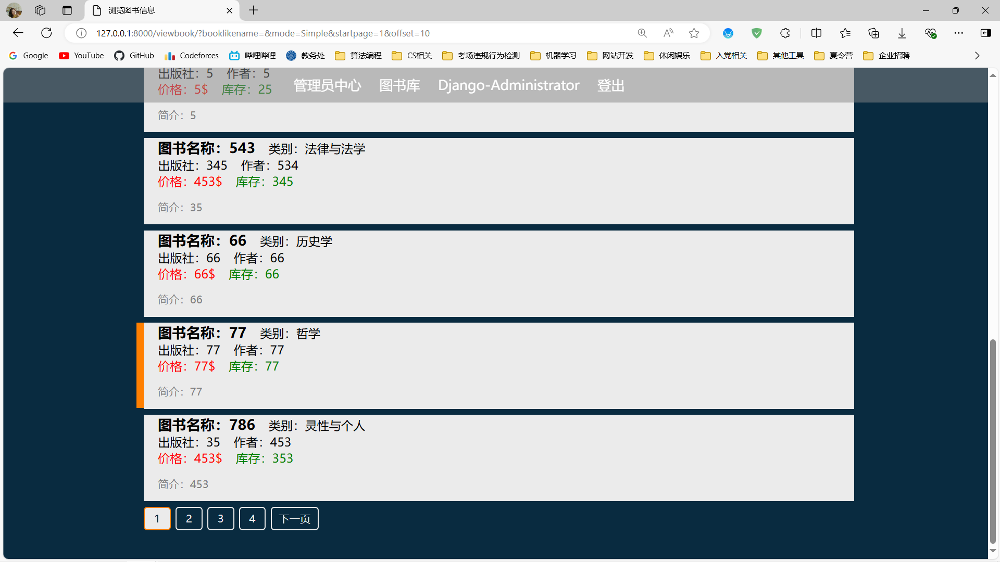 浏览图书信息
127.0.0.1:8000/viewbook/?booklikename=&mode=Simple&startpage=1&offset=10
Google YouTube GitHub Codeforces 哔哩哔哩 教务处 算法编程 CS相关 考场违规行为检测 机器学习 网站开发 休闲娱乐 入党相关 其他工具 夏令营 企业招聘
管理员中心 图书库 Django-Administrator 登出
出版社：5 作者：5
价格：5$ 库存：25
简介：5
图书名称：543 类别：法律与法学
出版社：345 作者：534
价格：453$ 库存：345
简介：35
图书名称：66 类别：历史学
出版社：66 作者：66
价格：66$ 库存：66
简介：66
图书名称：77 类别：哲学
出版社：77 作者：77
价格：77$ 库存：77
简介：77
图书名称：786 类别：灵性与个人
出版社：35 作者：453
价格：453$ 库存：353
简介：453
1 2 3 4 下一页